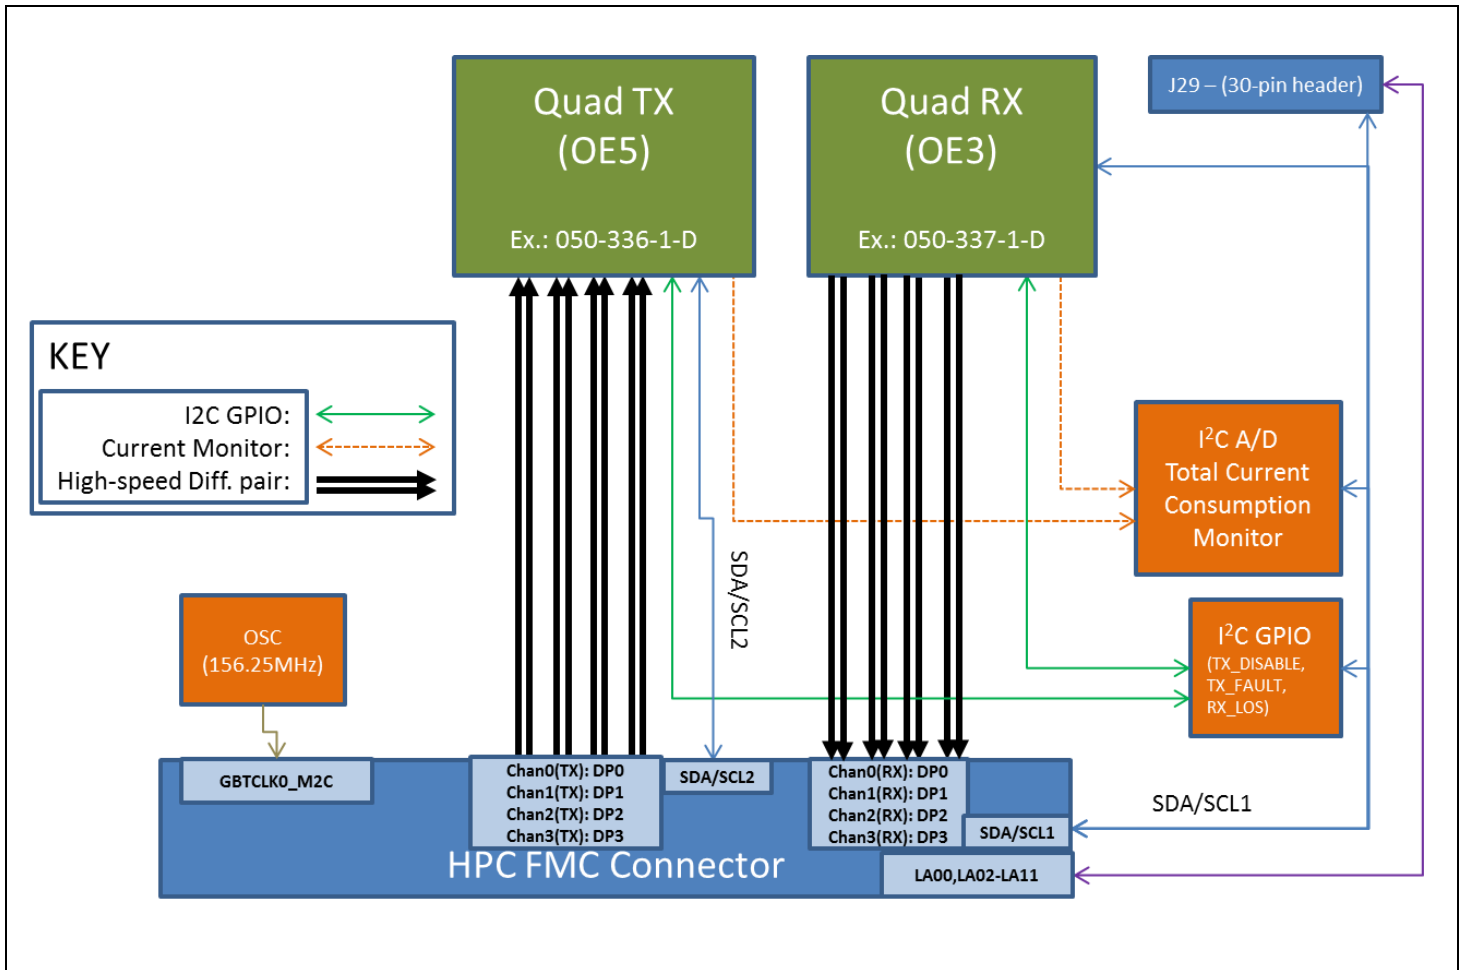 Quad TX
(OE5)
Ex.: 050-336-1-D
Quad RX
(OE3)
Ex.: 050-337-1-D
J29 – (30-pin header)
KEY
I2C GPIO:
Current Monitor:
High-speed Diff. pair:
I²C A/D
Total Current
Consumption
Monitor
SDA/SCL2
OSC
(156.25MHz)
I²C GPIO
(TX_DISABLE,
TX_FAULT,
RX_LOS)
GBTCLK0_M2C
Chan0(TX): DP0
Chan1(TX): DP1
Chan2(TX): DP2
Chan3(TX): DP3
SDA/SCL2
Chan0(RX): DP0
Chan1(RX): DP1
Chan2(RX): DP2
Chan3(RX): DP3
SDA/SCL1
SDA/SCL1
HPC FMC Connector
LA00,LA02-LA11